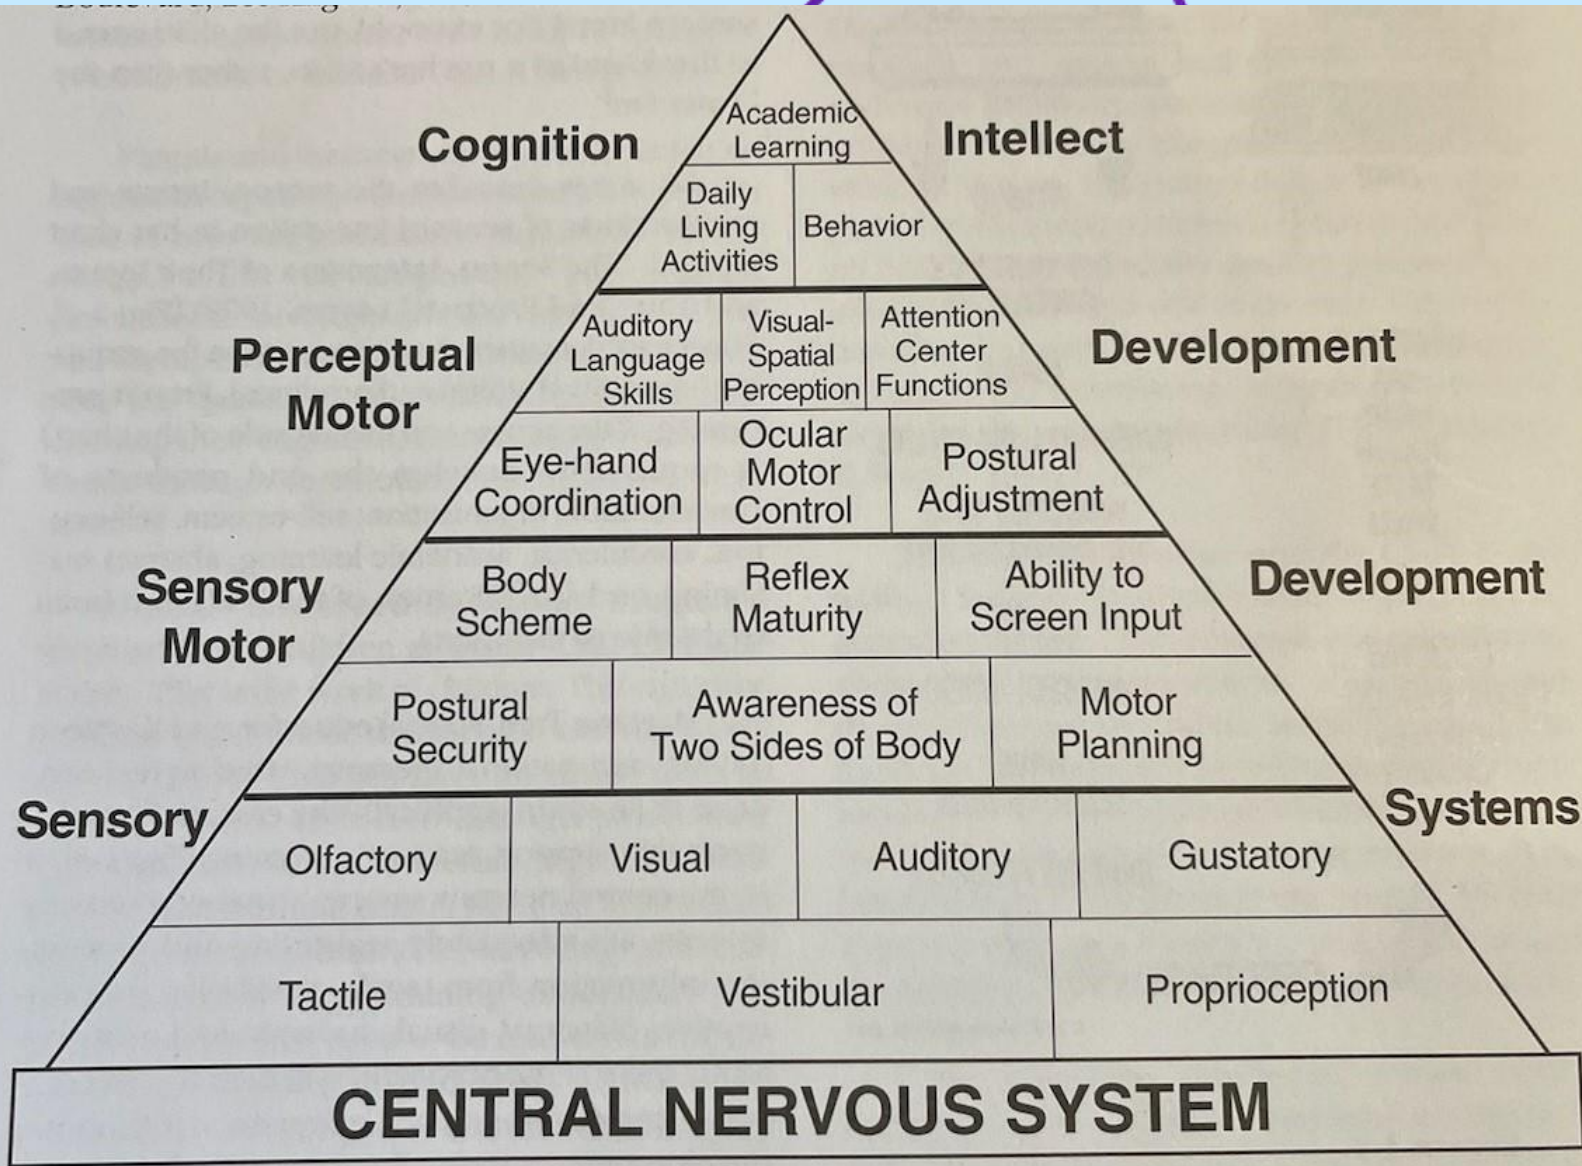 Academic
Learning
Cognition Intellect
Daily
Living
Activities
Behavior
Perceptual
Motor
Development
Auditory
Language
Skills
Visual-
Spatial
Perception
Attention
Center
Functions
Eye-hand
Coordination
Ocular
Motor
Control
Postural
Adjustment
Sensory
Motor
Development
Body
Scheme
Reflex
Maturity
Ability to
Screen Input
Postural
Security
Awareness of
Two Sides of Body
Motor
Planning
Sensory Systems
Olfactory Visual Auditory Gustatory
Tactile Vestibular Proprioception
CENTRAL NERVOUS SYSTEM